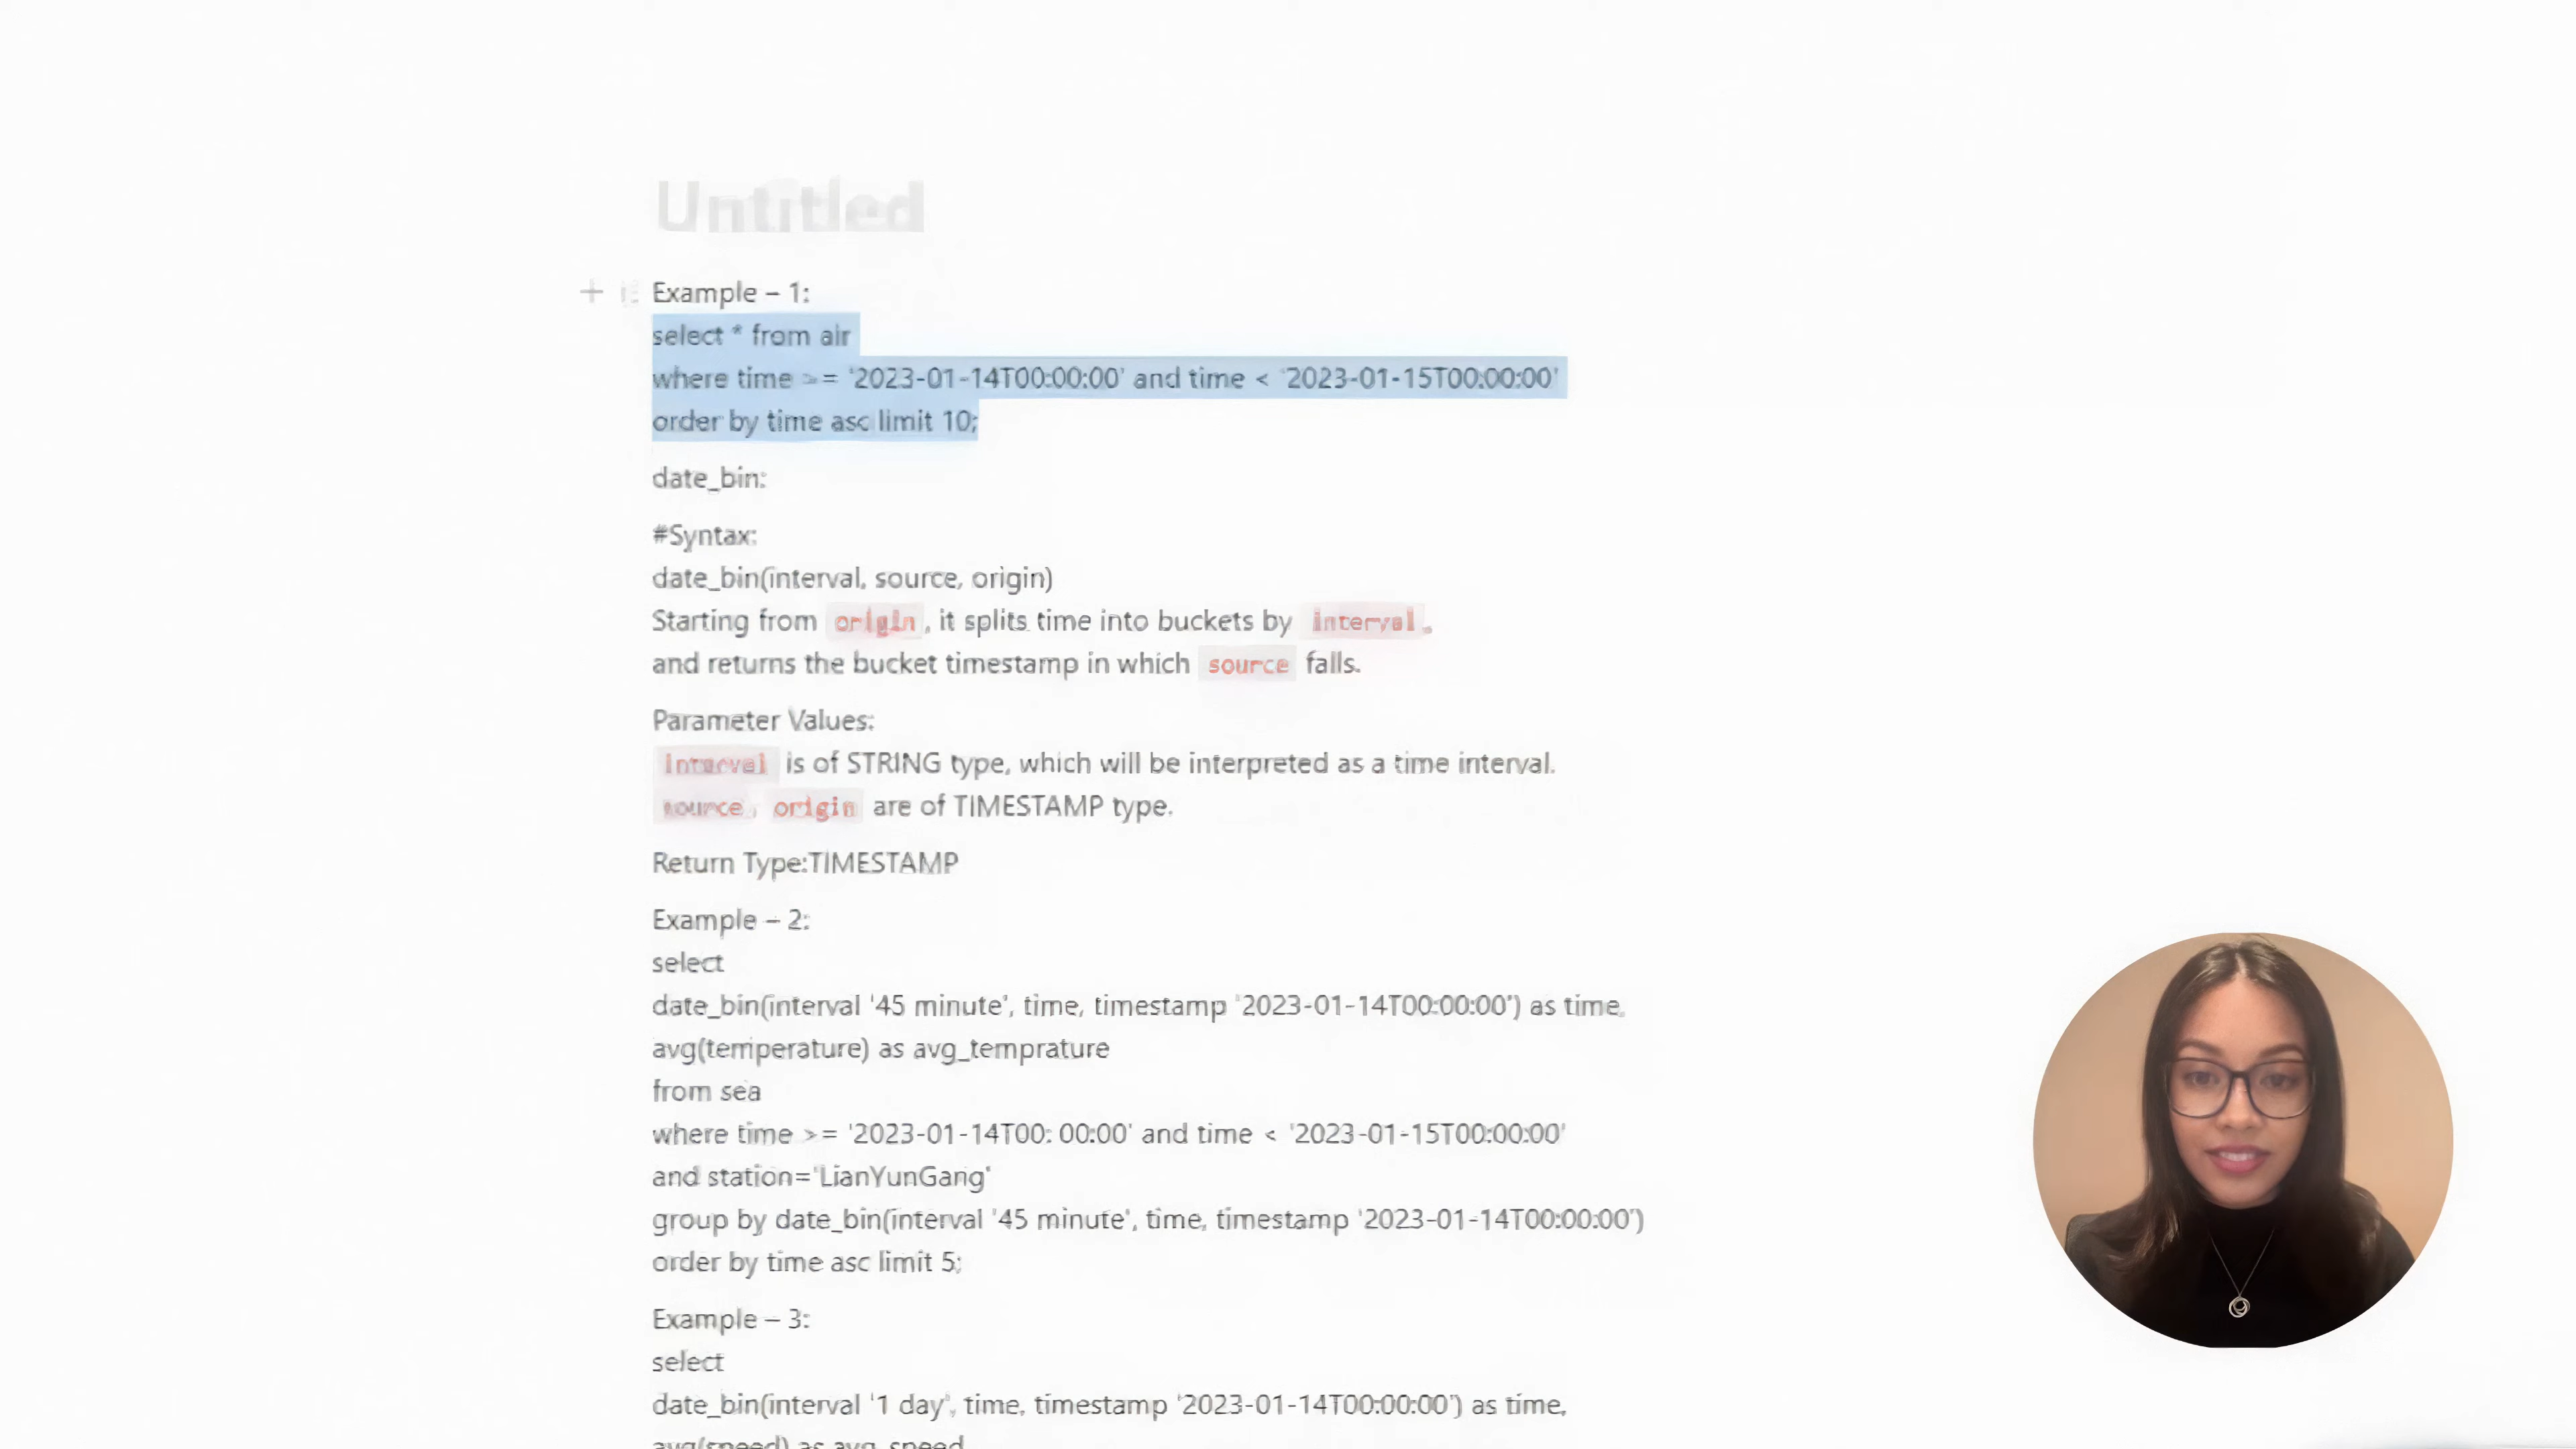 Untitled
Example – 1:
select * from air
where time >= '2023-01-14T00:00:00' and time < '2023-01-15T00:00:00'
order by time asc limit 10;
date_bin:
#Syntax:
date_bin(interval, source, origin)
Starting from origin, it splits time into buckets by interval,
and returns the bucket timestamp in which source falls.
Parameter Values:
interval is of STRING type, which will be interpreted as a time interval.
source, origin are of TIMESTAMP type.
Return Type:TIMESTAMP
Example – 2:
select
date_bin(interval '45 minute', time, timestamp '2023-01-14T00:00:00') as time,
avg(temperature) as avg_temprature
from sea
where time >= '2023-01-14T00: 00:00' and time < '2023-01-15T00:00:00'
and station='LianYunGang'
group by date_bin(interval '45 minute', time, timestamp '2023-01-14T00:00:00')
order by time asc limit 5;
Example – 3:
select
date_bin(interval '1 day', time, timestamp '2023-01-14T00:00:00') as time,
avg(speed) as avg_speed